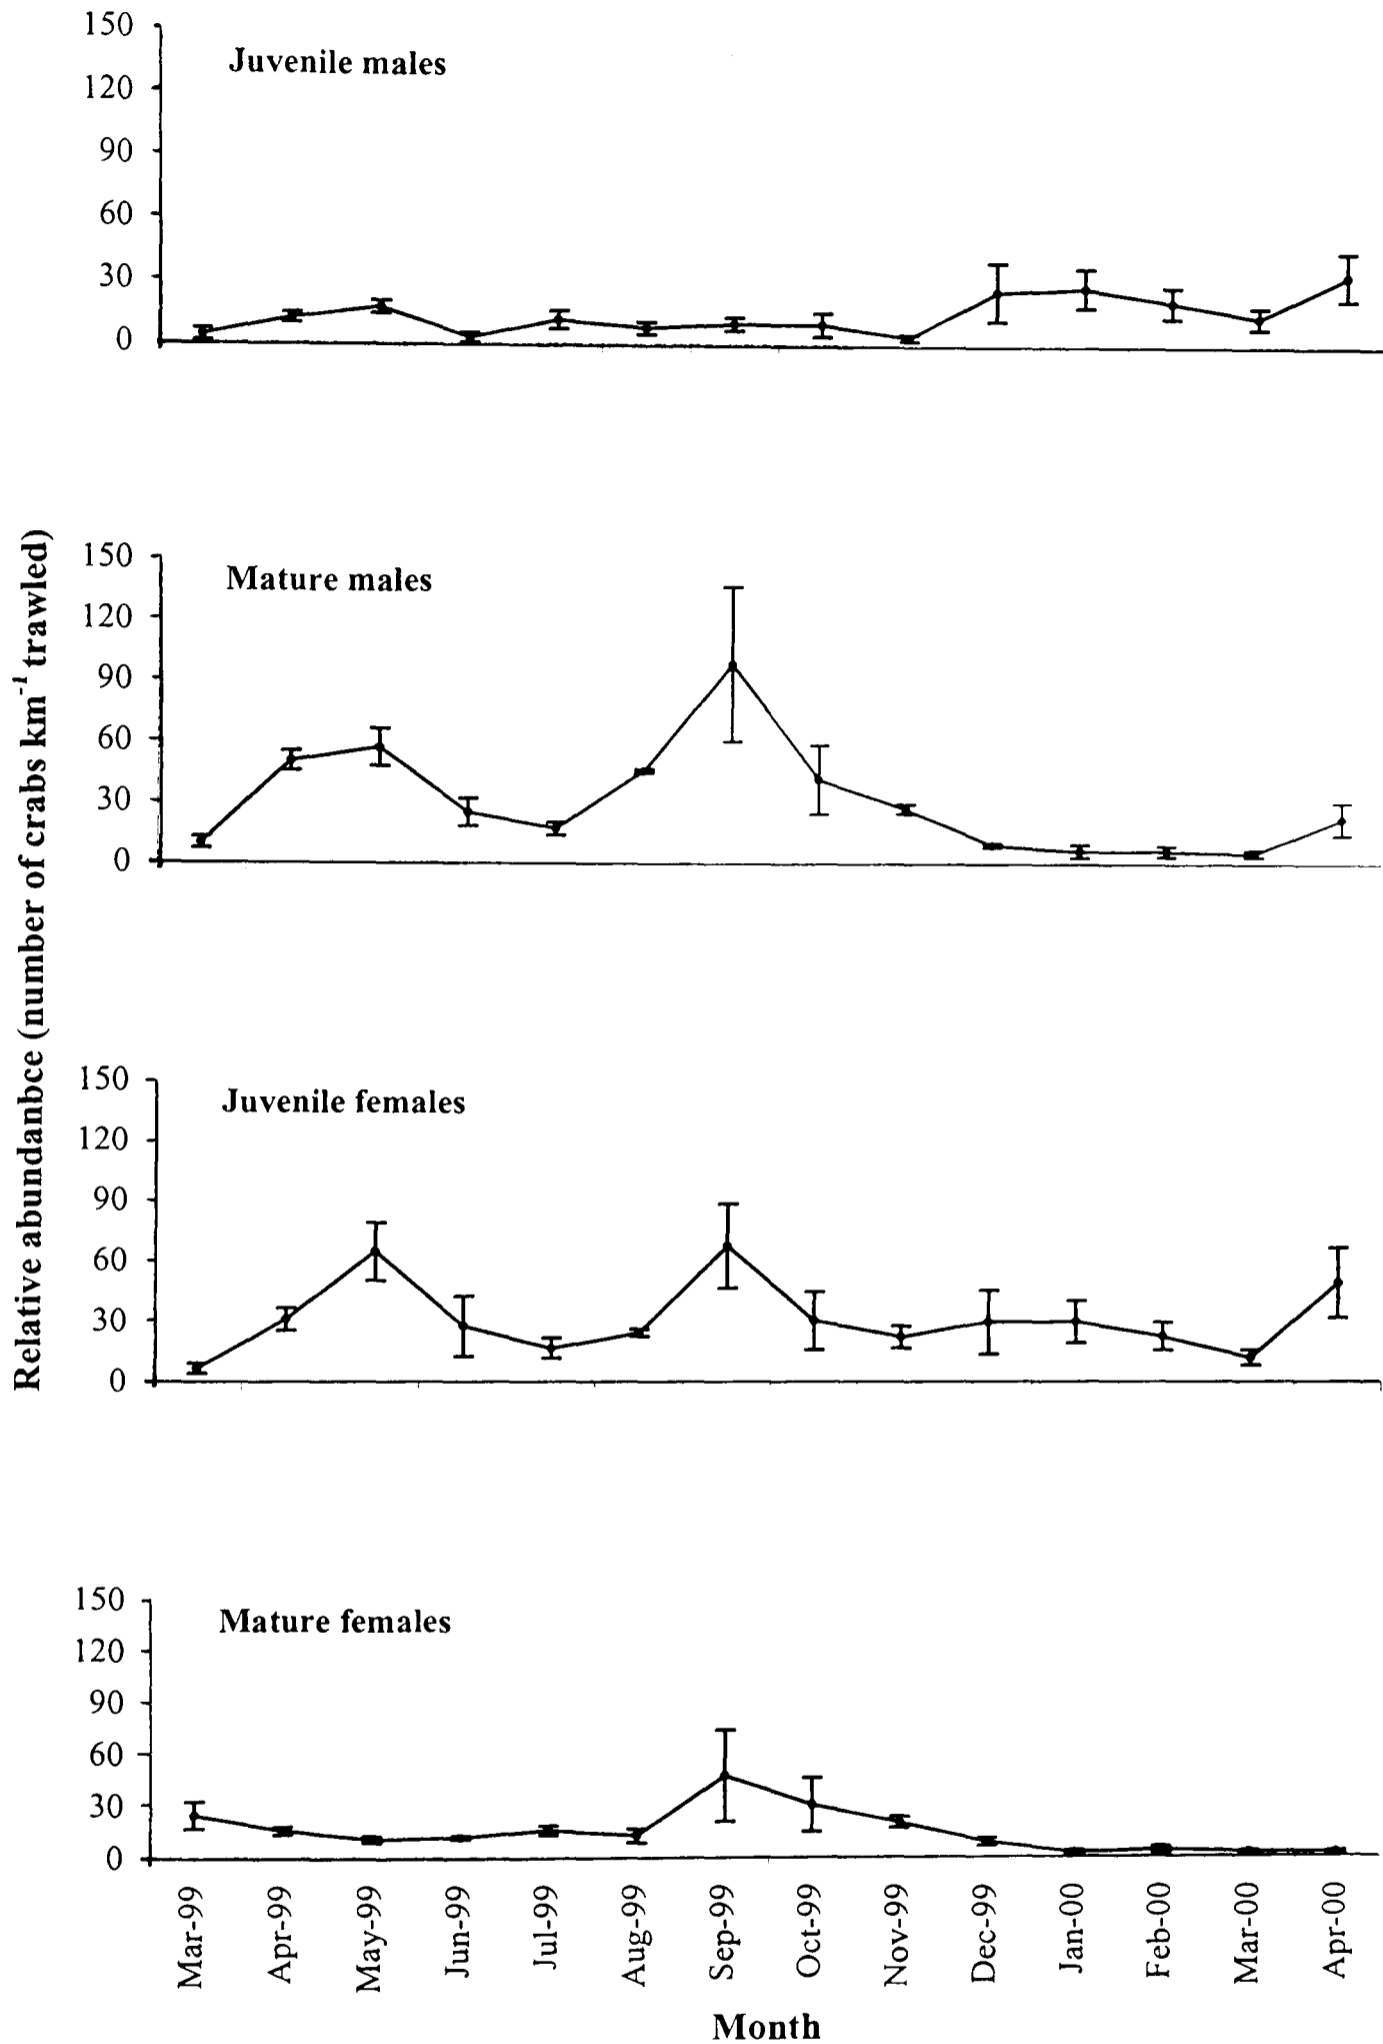 150
Juvenile males
120
90
60
30
0
Relative abundanbce (number of crabs km⁻¹ trawled)
150
Mature males
120
90
60
30
0
150
Juvenile females
120
90
60
30
0
150
Mature females
120
90
60
30
0
Mar-99
Apr-99
May-99
Jun-99
Jul-99
Aug-99
Sep-99
Oct-99
Nov-99
Dec-99
Jan-00
Feb-00
Mar-00
Apr-00
Month